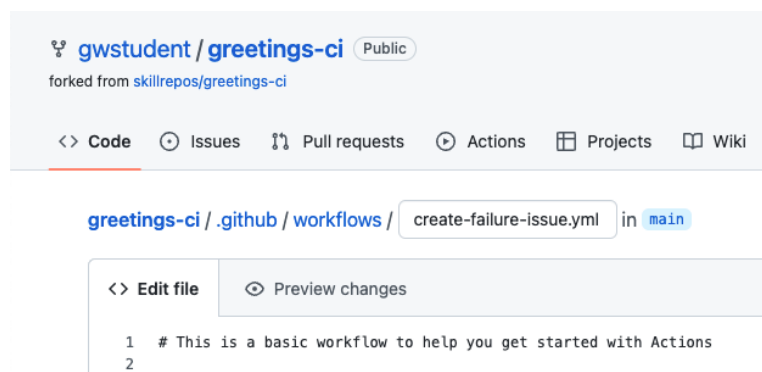 gwstudent / greetings-ci Public
forked from skillrepos/greetings-ci
<> Code Issues Pull requests Actions Projects Wiki
greetings-ci / .github / workflows / create-failure-issue.yml in main
<> Edit file Preview changes
1 # This is a basic workflow to help you get started with Actions
2